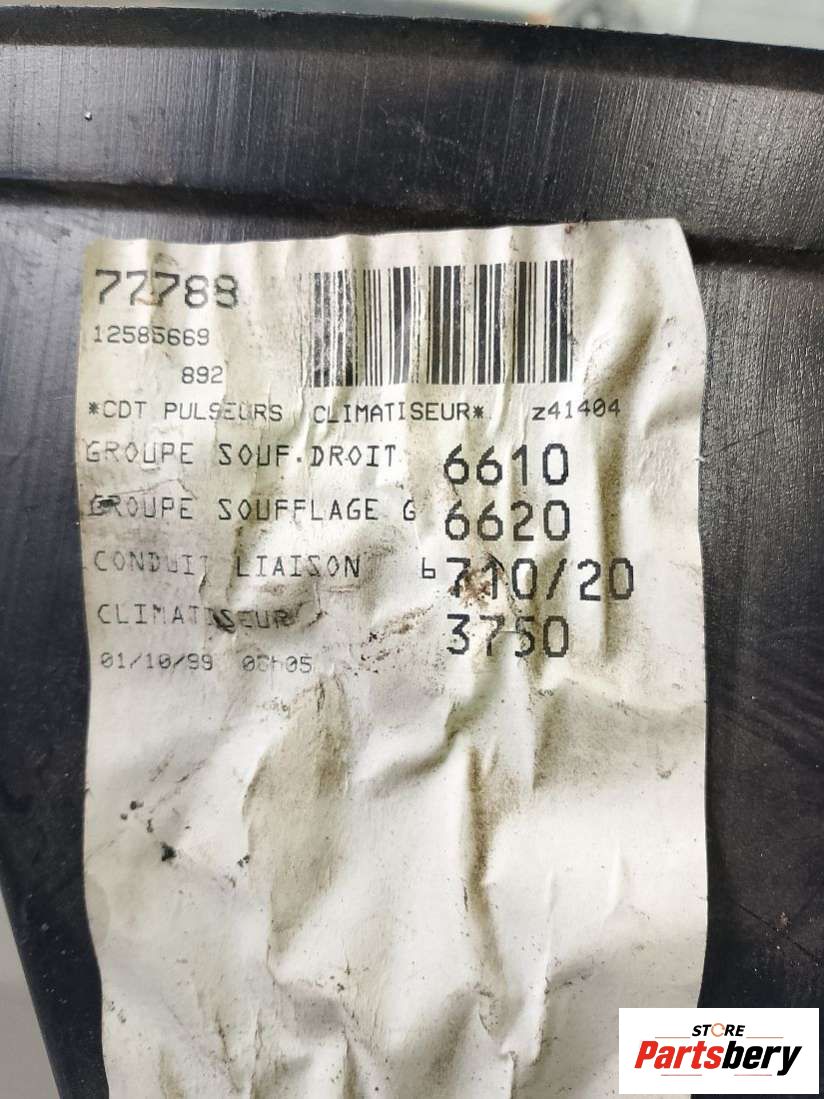 77788
12585669
892
*CDT PULSEURS CLIMATISEUR* z41404
GROUPE SOUF.DROIT 6610
GROUPE SOUFFLAGE G 6620
CONDUIT LIAISON 6710/20
CLIMATISEUR 3750
01/10/99 03h05
STORE
Partsbery